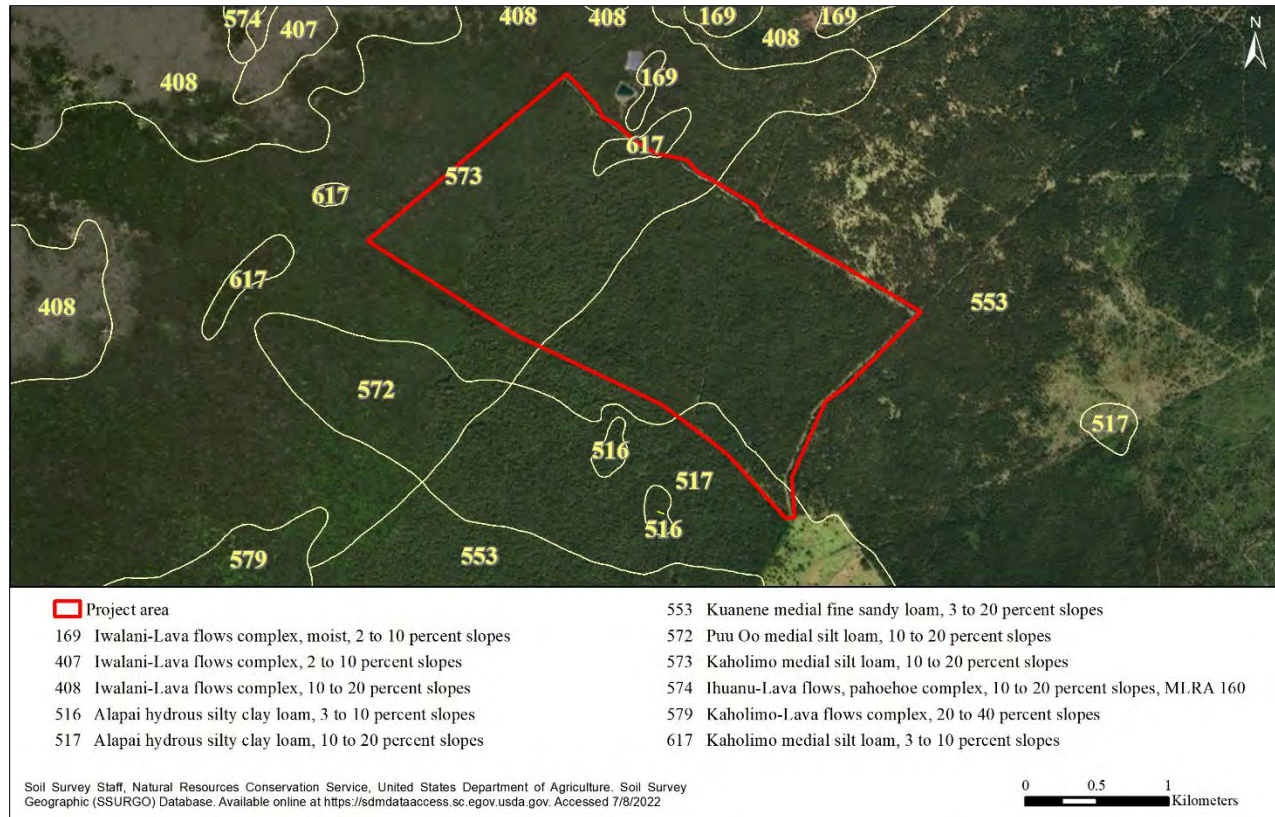 574
407
408
408
169
169
408
408
169
617
573
617
617
408
553
572
517
516
517
516
579
553
N
Project area
169 Iwalani-Lava flows complex, moist, 2 to 10 percent slopes
407 Iwalani-Lava flows complex, 2 to 10 percent slopes
408 Iwalani-Lava flows complex, 10 to 20 percent slopes
516 Alapai hydrous silty clay loam, 3 to 10 percent slopes
517 Alapai hydrous silty clay loam, 10 to 20 percent slopes
553 Kuanene medial fine sandy loam, 3 to 20 percent slopes
572 Puu Oo medial silt loam, 10 to 20 percent slopes
573 Kaholimo medial silt loam, 10 to 20 percent slopes
574 Ihuanu-Lava flows, pahoehoe complex, 10 to 20 percent slopes, MLRA 160
579 Kaholimo-Lava flows complex, 20 to 40 percent slopes
617 Kaholimo medial silt loam, 3 to 10 percent slopes
Soil Survey Staff, Natural Resources Conservation Service, United States Department of Agriculture. Soil Survey
Geographic (SSURGO) Database. Available online at https://sdmdataaccess.sc.egov.usda.gov. Accessed 7/8/2022
0 0.5 1
Kilometers